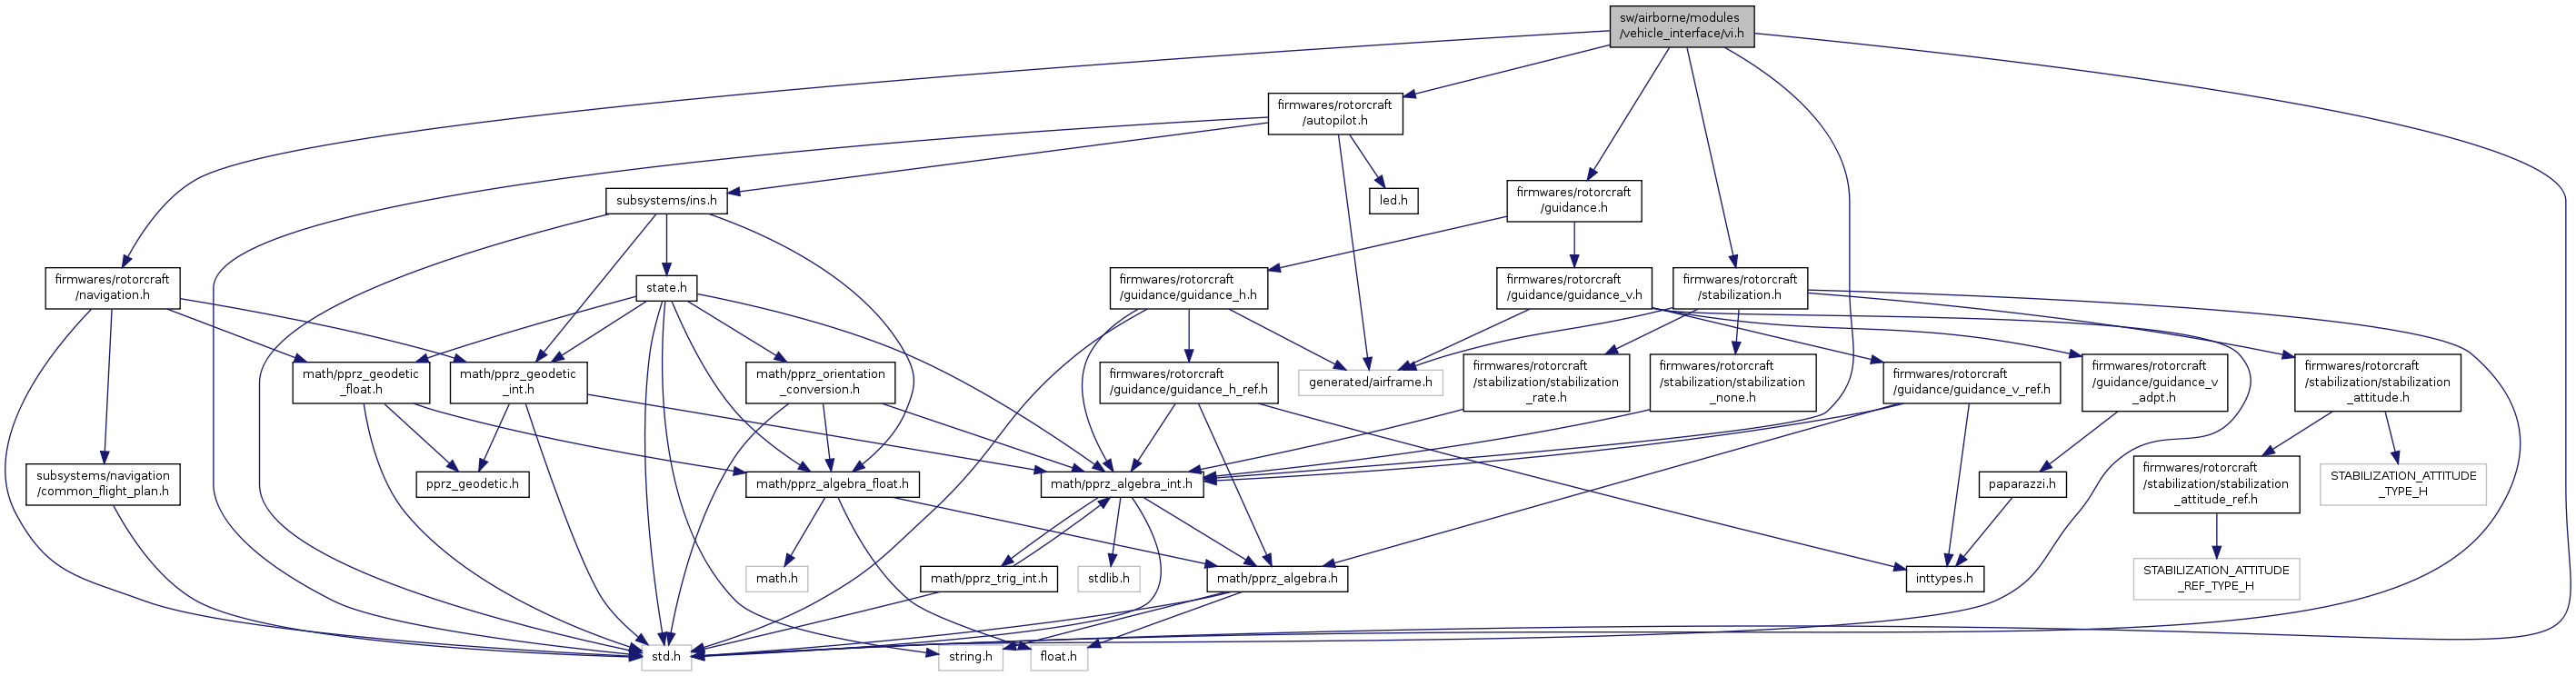 sw/airborne/modules
/vehicle_interface/vi.h
firmwares/rotorcraft
/autopilot.h
subsystems/ins.h
led.h
firmwares/rotorcraft
/guidance.h
firmwares/rotorcraft
/navigation.h
state.h
firmwares/rotorcraft
/guidance/guidance_h.h
firmwares/rotorcraft
/guidance/guidance_v.h
firmwares/rotorcraft
/stabilization.h
math/pprz_geodetic
_float.h
math/pprz_geodetic
_int.h
math/pprz_orientation
_conversion.h
firmwares/rotorcraft
/guidance/guidance_h_ref.h
generated/airframe.h
firmwares/rotorcraft
/stabilization/stabilization
_rate.h
firmwares/rotorcraft
/stabilization/stabilization
_none.h
firmwares/rotorcraft
/guidance/guidance_v_ref.h
firmwares/rotorcraft
/guidance/guidance_v
_adpt.h
firmwares/rotorcraft
/stabilization/stabilization
_attitude.h
subsystems/navigation
/common_flight_plan.h
pprz_geodetic.h
math/pprz_algebra_float.h
math/pprz_algebra_int.h
paparazzi.h
firmwares/rotorcraft
/stabilization/stabilization
_attitude_ref.h
STABILIZATION_ATTITUDE
_TYPE_H
math.h
math/pprz_trig_int.h
stdlib.h
math/pprz_algebra.h
inttypes.h
STABILIZATION_ATTITUDE
_REF_TYPE_H
std.h
string.h
float.h